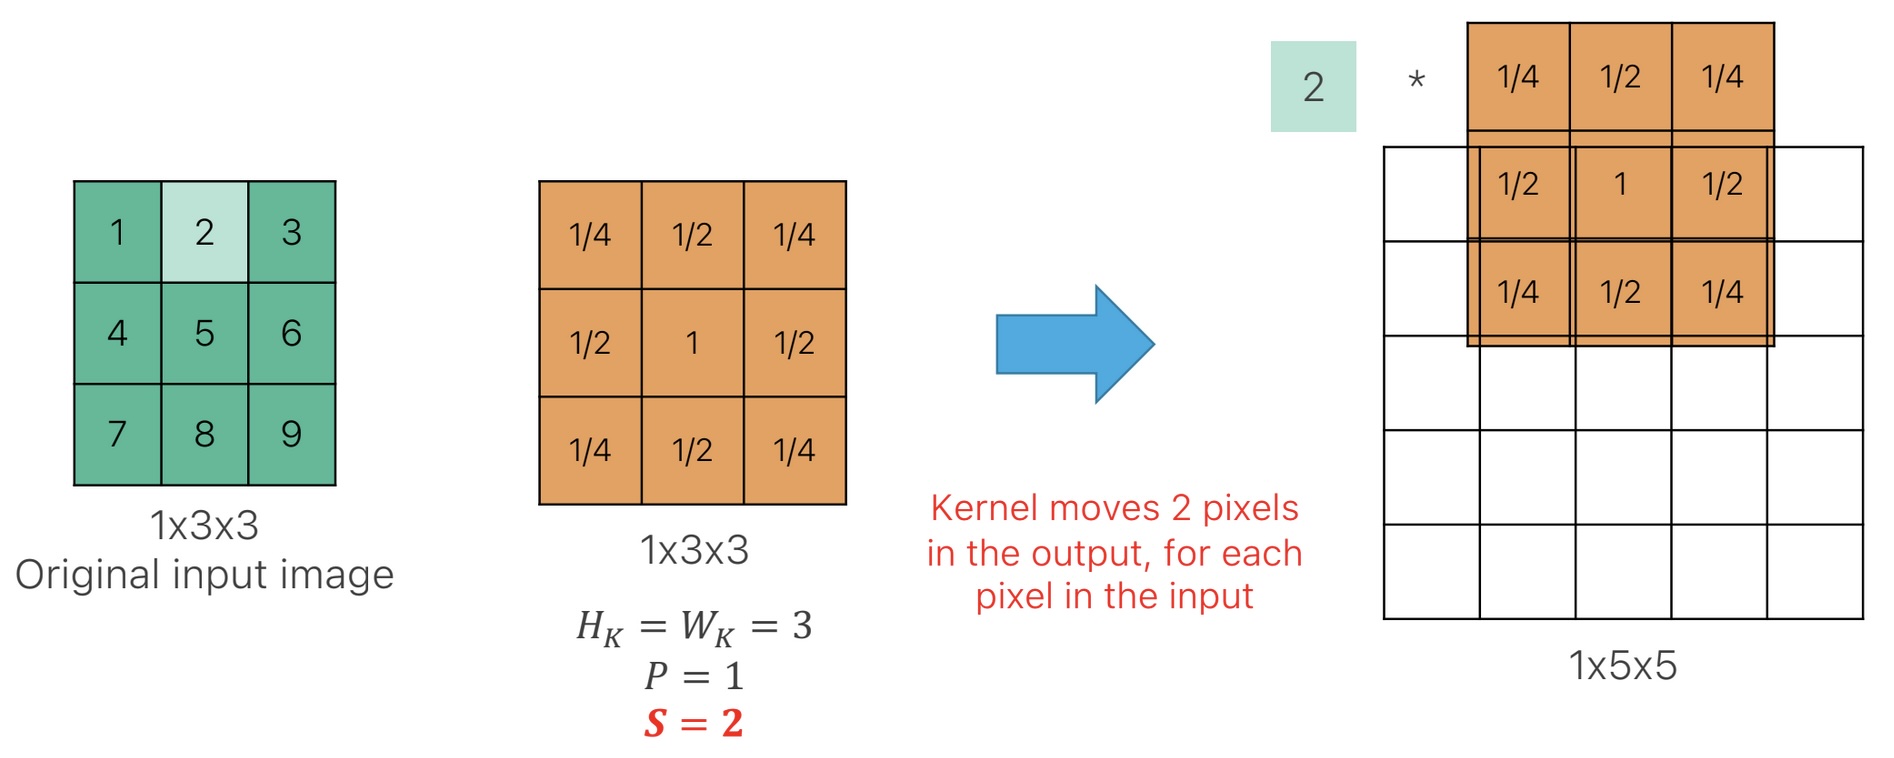 1 2 3
4 5 6
7 8 9
1x3x3
Original input image
1/4 1/2 1/4
1/2 1 1/2
1/4 1/2 1/4
1x3x3
H_K = W_K = 3
P = 1
S = 2
Kernel moves 2 pixels
in the output, for each
pixel in the input
2 * 1/4 1/2 1/4
1/2 1 1/2
1/4 1/2 1/4
1x5x5